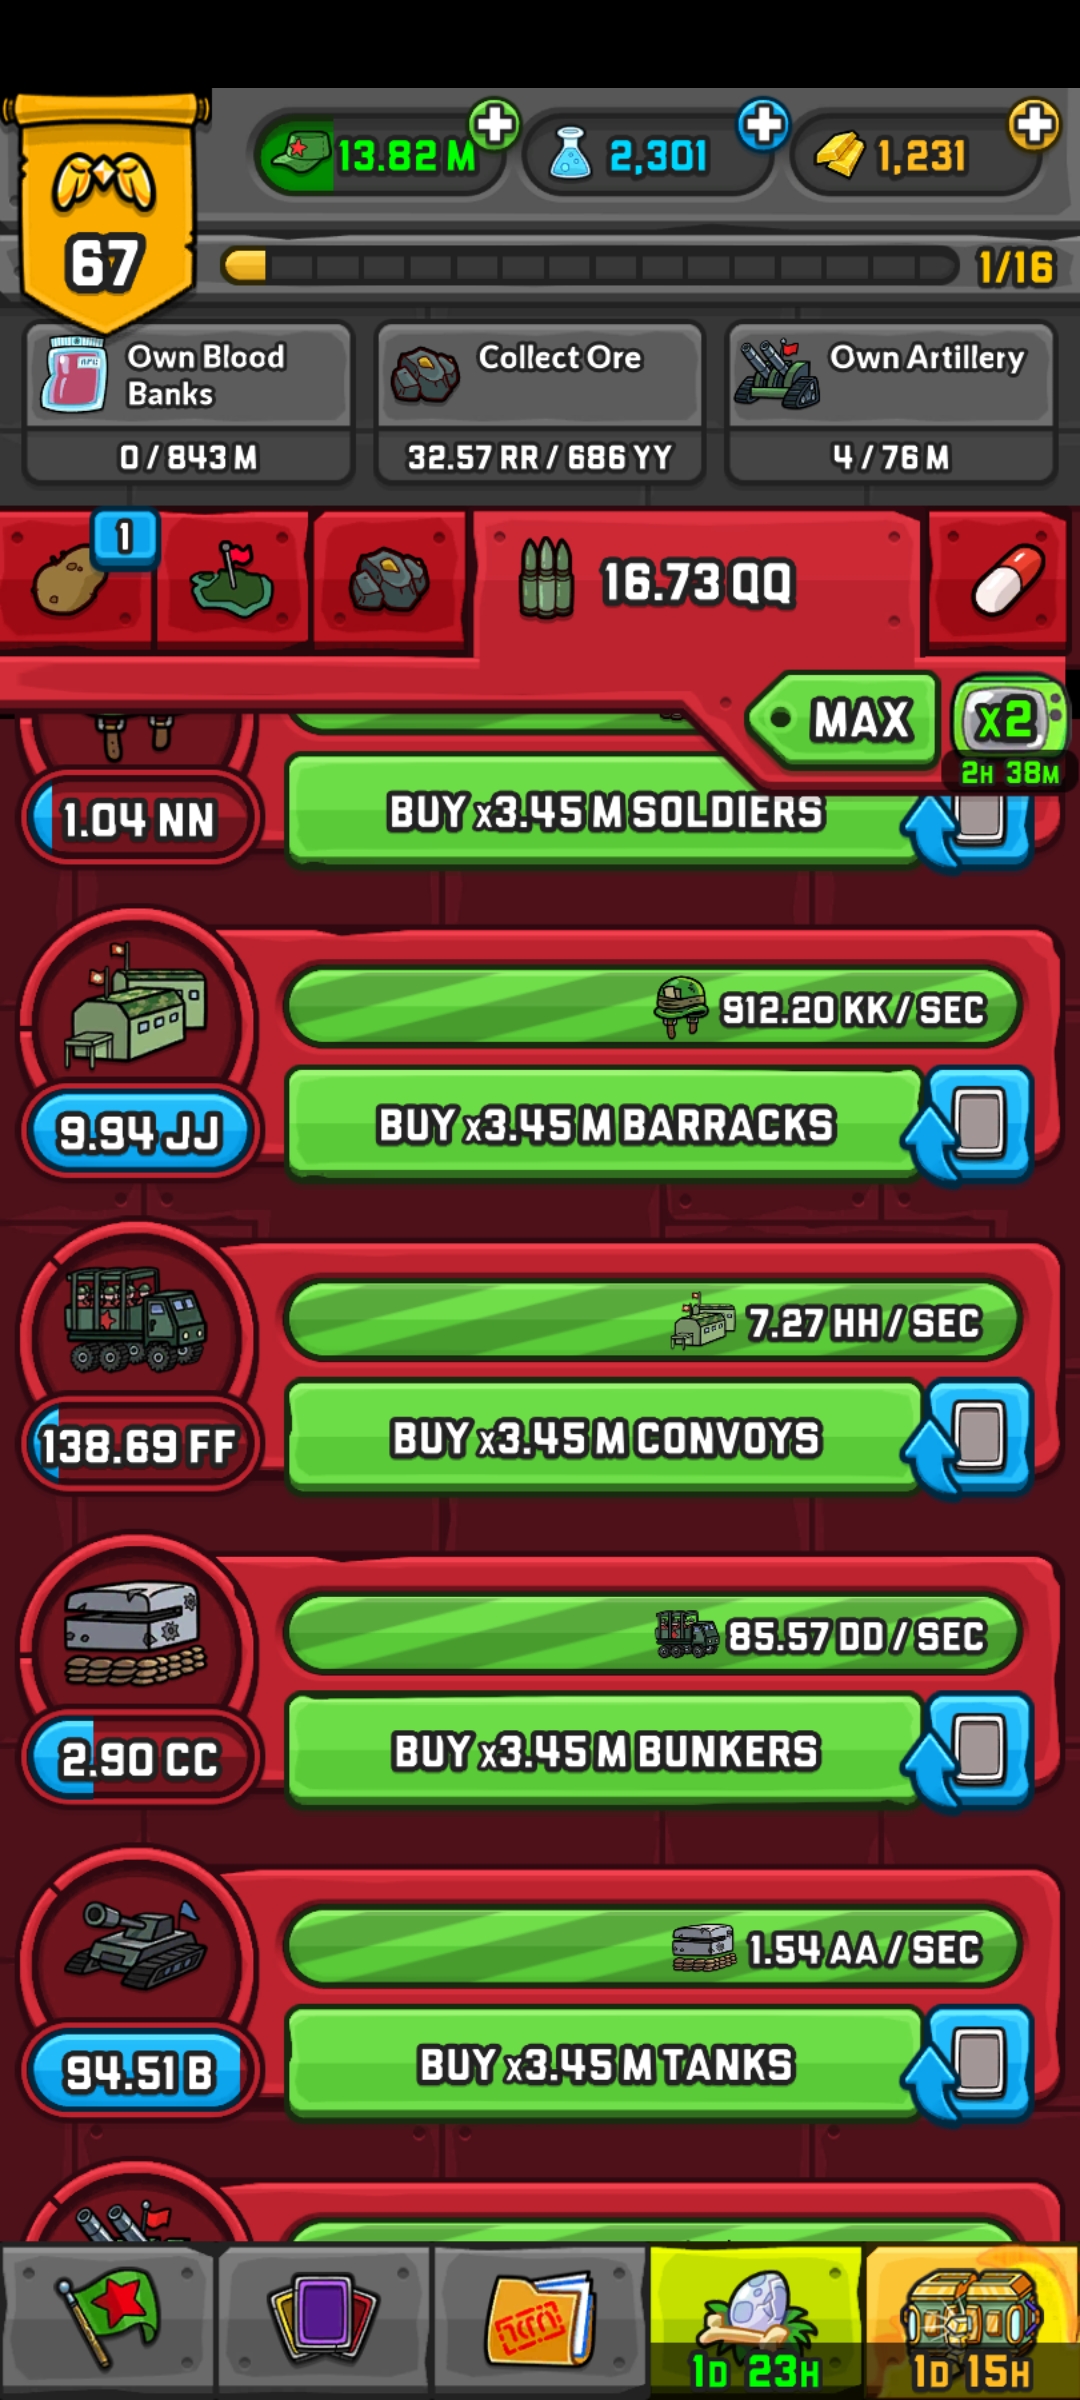 13.82 M
2,301
1,231
67
1/16
Own Blood
Banks
Collect Ore
Own Artillery
0 / 843 M
32.57 RR / 686 YY
4 / 76 M
1
16.73 QQ
MAX
x2
2H 38M
1.04 NN
BUY x3.45 M SOLDIERS
912.20 KK / SEC
9.94 JJ
BUY x3.45 M BARRACKS
7.27 HH / SEC
138.69 FF
BUY x3.45 M CONVOYS
85.57 DD / SEC
2.90 CC
BUY x3.45 M BUNKERS
1.54 AA / SEC
94.51 B
BUY x3.45 M TANKS
1D 23H
1D 15H